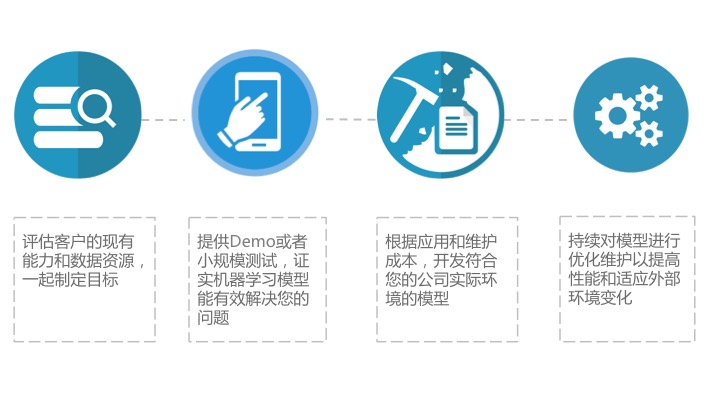 评估客户的现有
能力和数据资源，
一起制定目标
提供Demo或者
小规模测试，证
实机器学习模型
能有效解决您的
问题
根据应用和维护
成本，开发符合
您的公司实际环
境的模型
持续对模型进行
优化维护以提高
性能和适应外部
环境变化